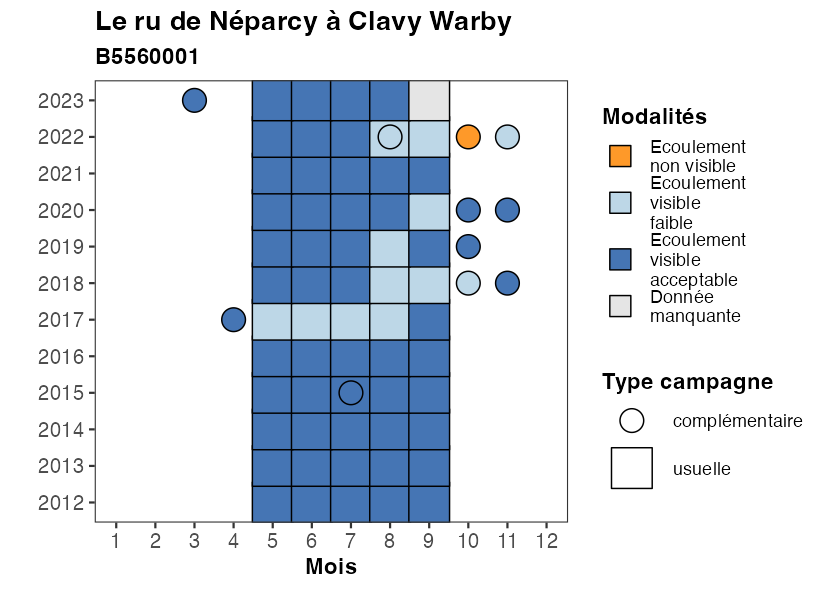 Le ru de Néparcy à Clavy Warby
B5560001
2023
2022
2021
2020
2019
2018
2017
2016
2015
2014
2013
2012
1 2 3 4 5 6 7 8 9 10 11 12
Mois
Modalités
Ecoulement
non visible
Ecoulement
visible
faible
Ecoulement
visible
acceptable
Donnée
manquante
Type campagne
complémentaire
usuelle